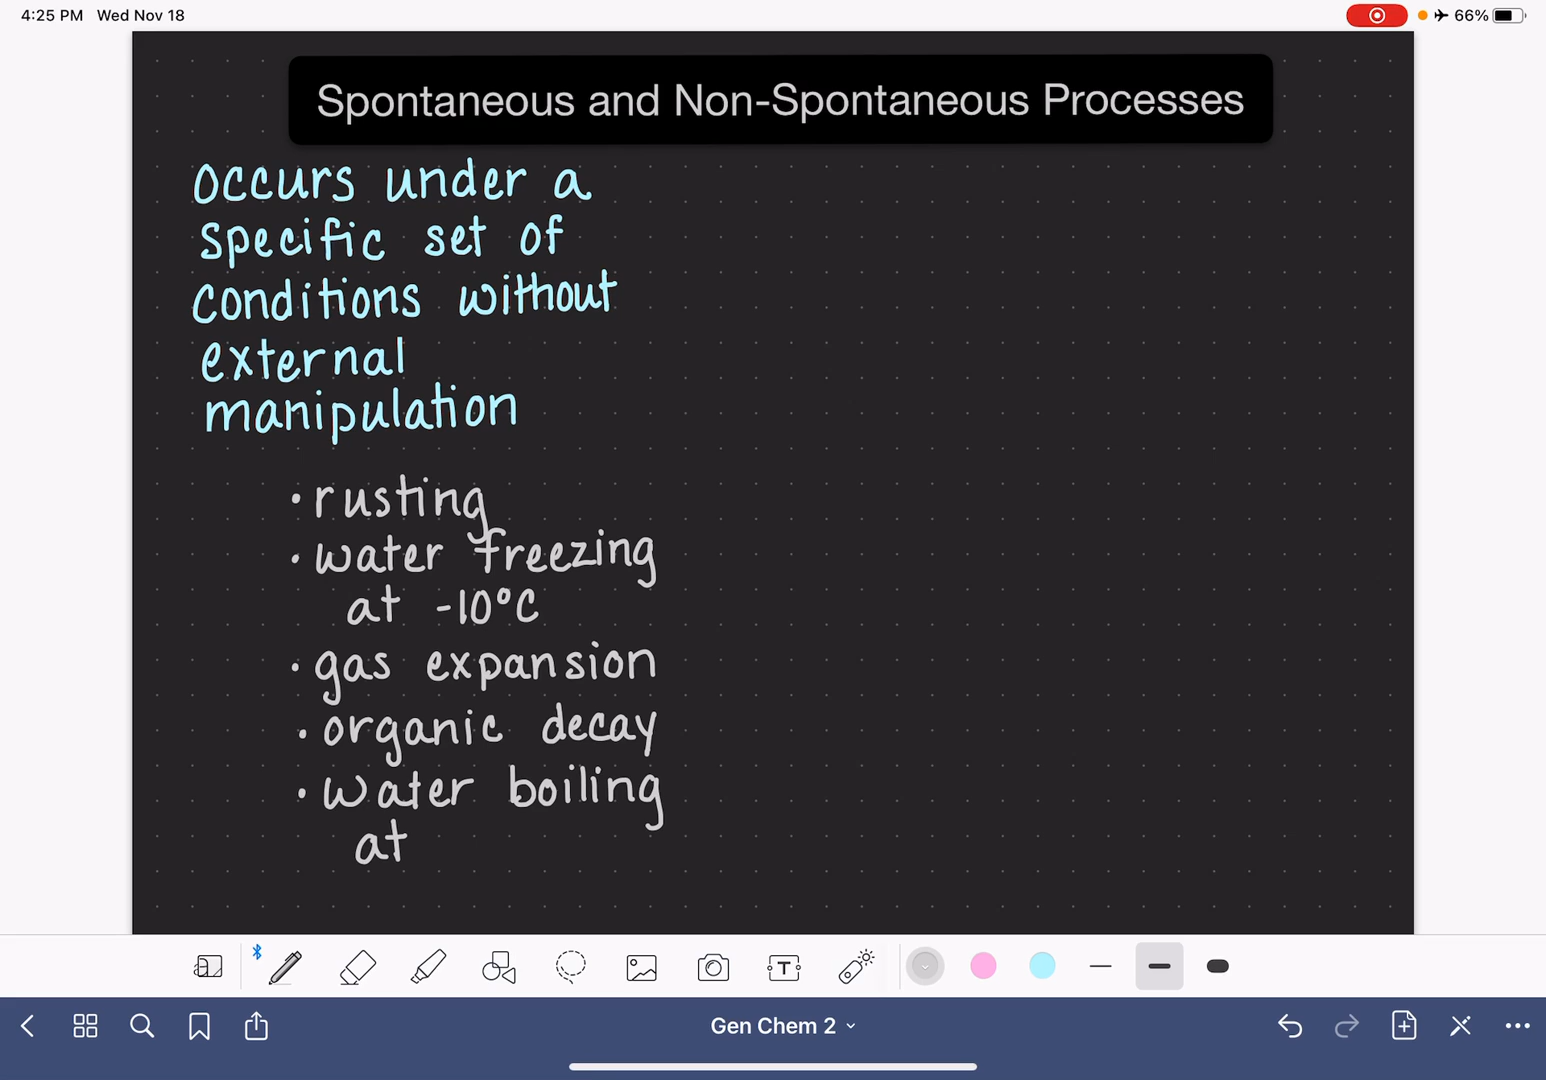 4:25 PM Wed Nov 18
66%
Spontaneous and Non-Spontaneous Processes
occurs under a
specific set of
conditions without
external
manipulation
• rusting
• water freezing
at -10°C
• gas expansion
• organic decay
• water boiling
at
Gen Chem 2